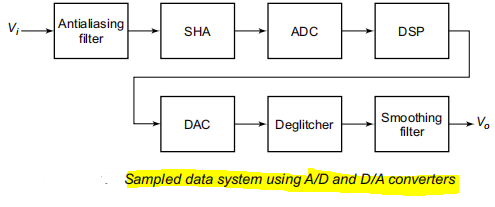 Vi
Antialiasing
filter
SHA
ADC
DSP
DAC
Deglitcher
Smoothing
filter
Vo
Sampled data system using A/D and D/A converters